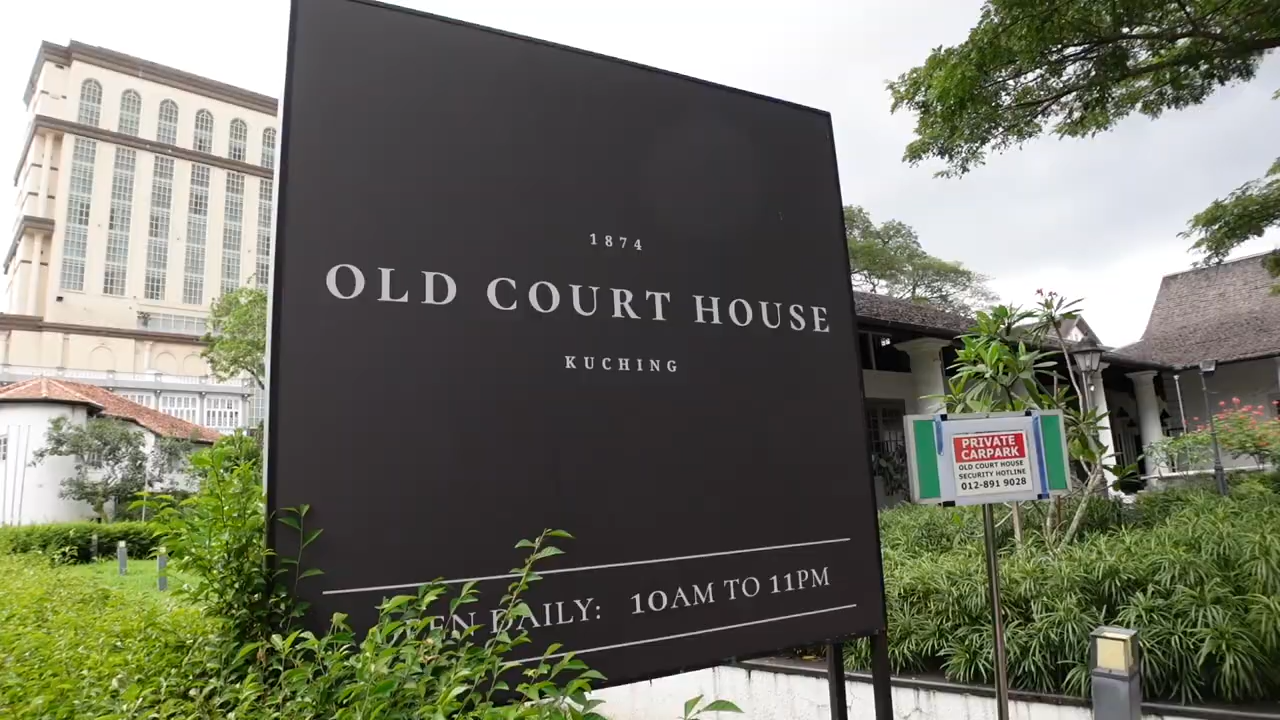 1874
OLD COURT HOUSE
KUCHING
OPEN DAILY: 10AM TO 11PM
PRIVATE
CARPARK
OLD COURT HOUSE
SECURITY HOTLINE
012-891 9028